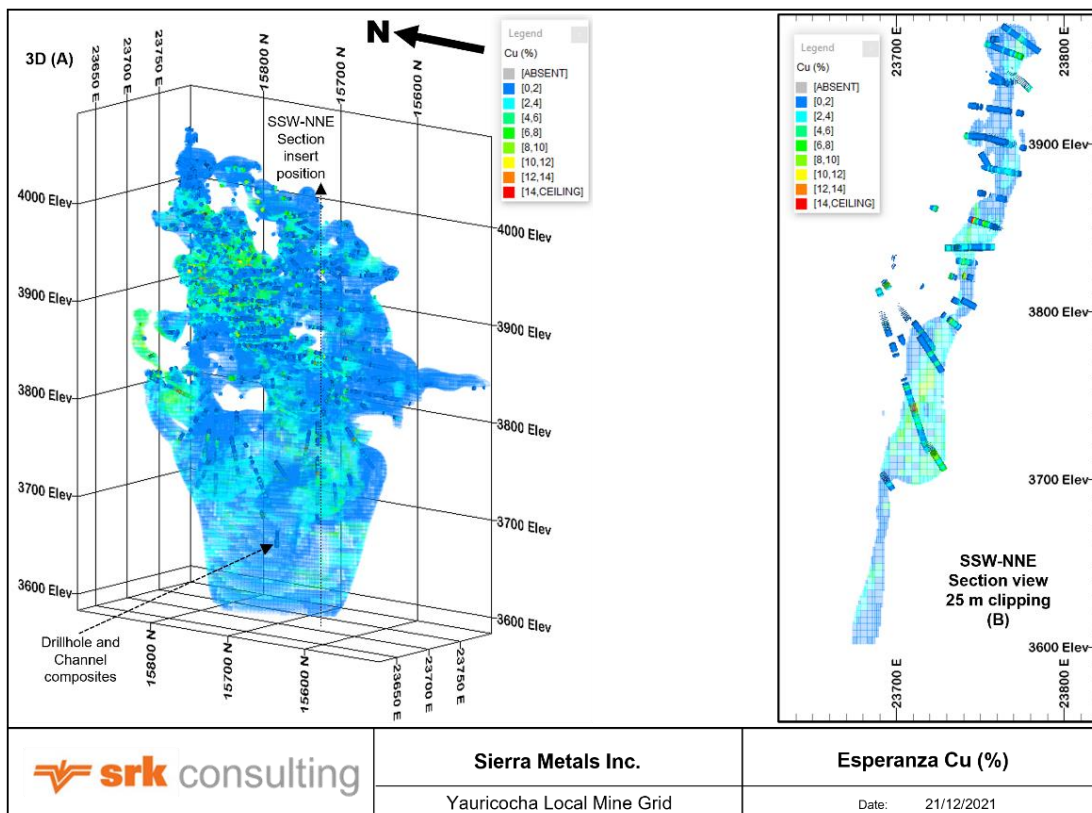 3D (A)
N
23650 E
23700 E
23750 E
15800 N
15700 N
15600 N
SSW-NNE
Section
insert
position
4000 Elev
3900 Elev
3800 Elev
3700 Elev
3600 Elev
4000 Elev
3900 Elev
3800 Elev
3700 Elev
3600 Elev
Drillhole and
Channel
composites
15800 N
15700 N
15600 N
23650 E
23700 E
23750 E
Legend
Cu (%)
[ABSENT]
[0,2]
[2,4]
[4,6]
[6,8]
[8,10]
[10,12]
[12,14]
[14,CEILING]
Legend
Cu (%)
[ABSENT]
[0,2]
[2,4]
[4,6]
[6,8]
[8,10]
[10,12]
[12,14]
[14,CEILING]
23700 E
23800 E
3900 Elev
3800 Elev
3700 Elev
3600 Elev
SSW-NNE
Section view
25 m clipping
(B)
23700 E
23800 E
srk consulting
Sierra Metals Inc.
Yauricocha Local Mine Grid
Esperanza Cu (%)
Date: 21/12/2021